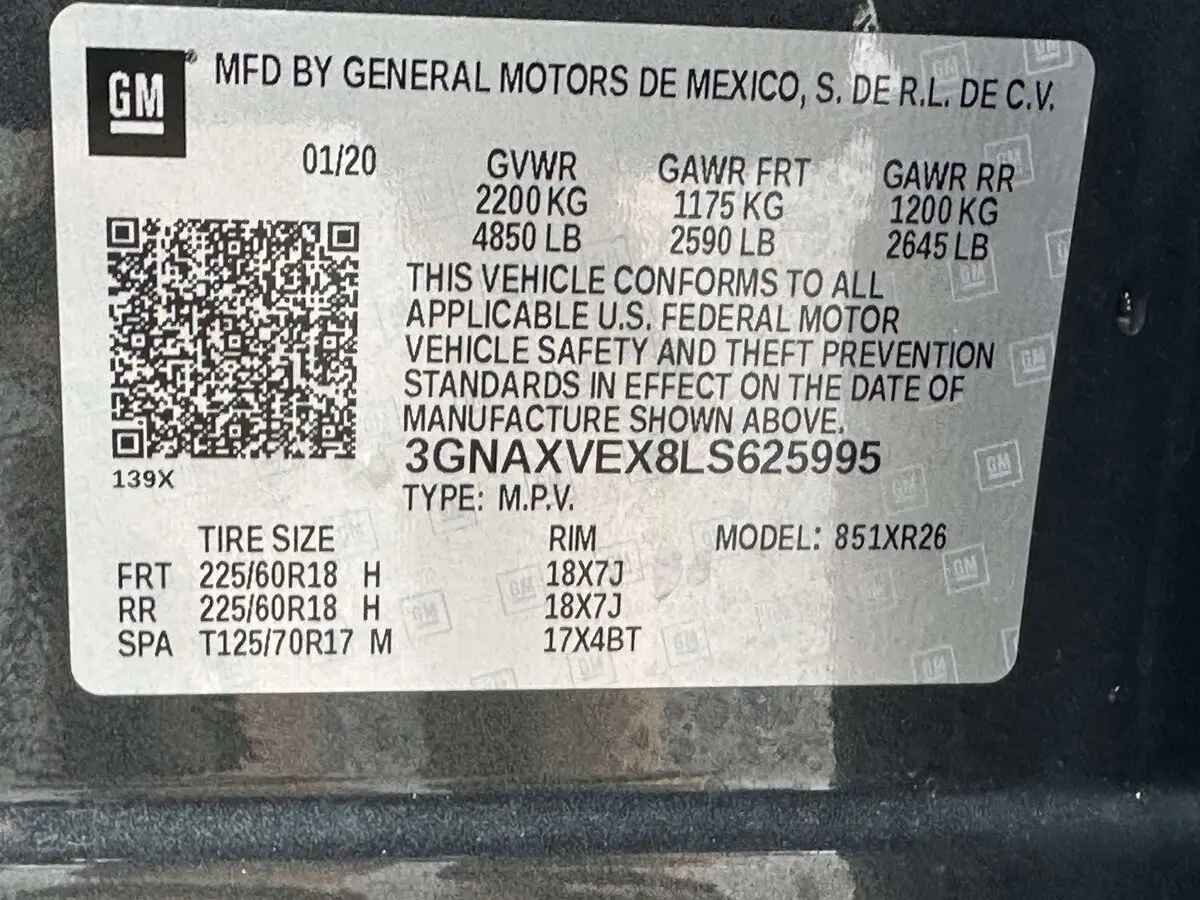 GM® MFD BY GENERAL MOTORS DE MEXICO, S. DE R.L. DE C.V.
01/20 GVWR GAWR FRT GAWR RR
2200 KG 1175 KG 1200 KG
4850 LB 2590 LB 2645 LB
THIS VEHICLE CONFORMS TO ALL
APPLICABLE U.S. FEDERAL MOTOR
VEHICLE SAFETY AND THEFT PREVENTION
STANDARDS IN EFFECT ON THE DATE OF
MANUFACTURE SHOWN ABOVE.
3GNAXVEX8LS625995
139X
TYPE: M.P.V.
TIRE SIZE RIM MODEL: 851XR26
FRT 225/60R18 H 18X7J
RR 225/60R18 H 18X7J
SPA T125/70R17 M 17X4BT